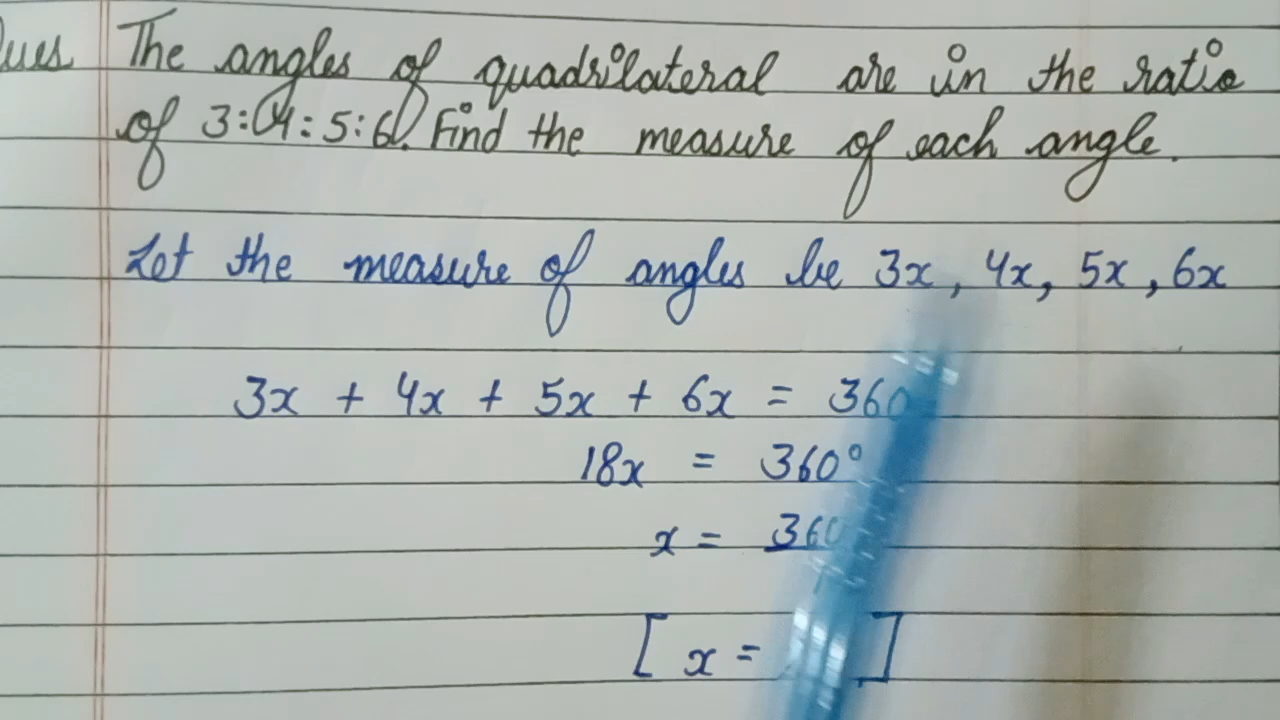 Ques The angles of quadrilateral are in the ratio
of 3:4:5:6. Find the measure of each angle.
Let the measure of angles be 3x, 4x, 5x, 6x
3x + 4x + 5x + 6x = 360
18x = 360°
x = 360
[ x = ]